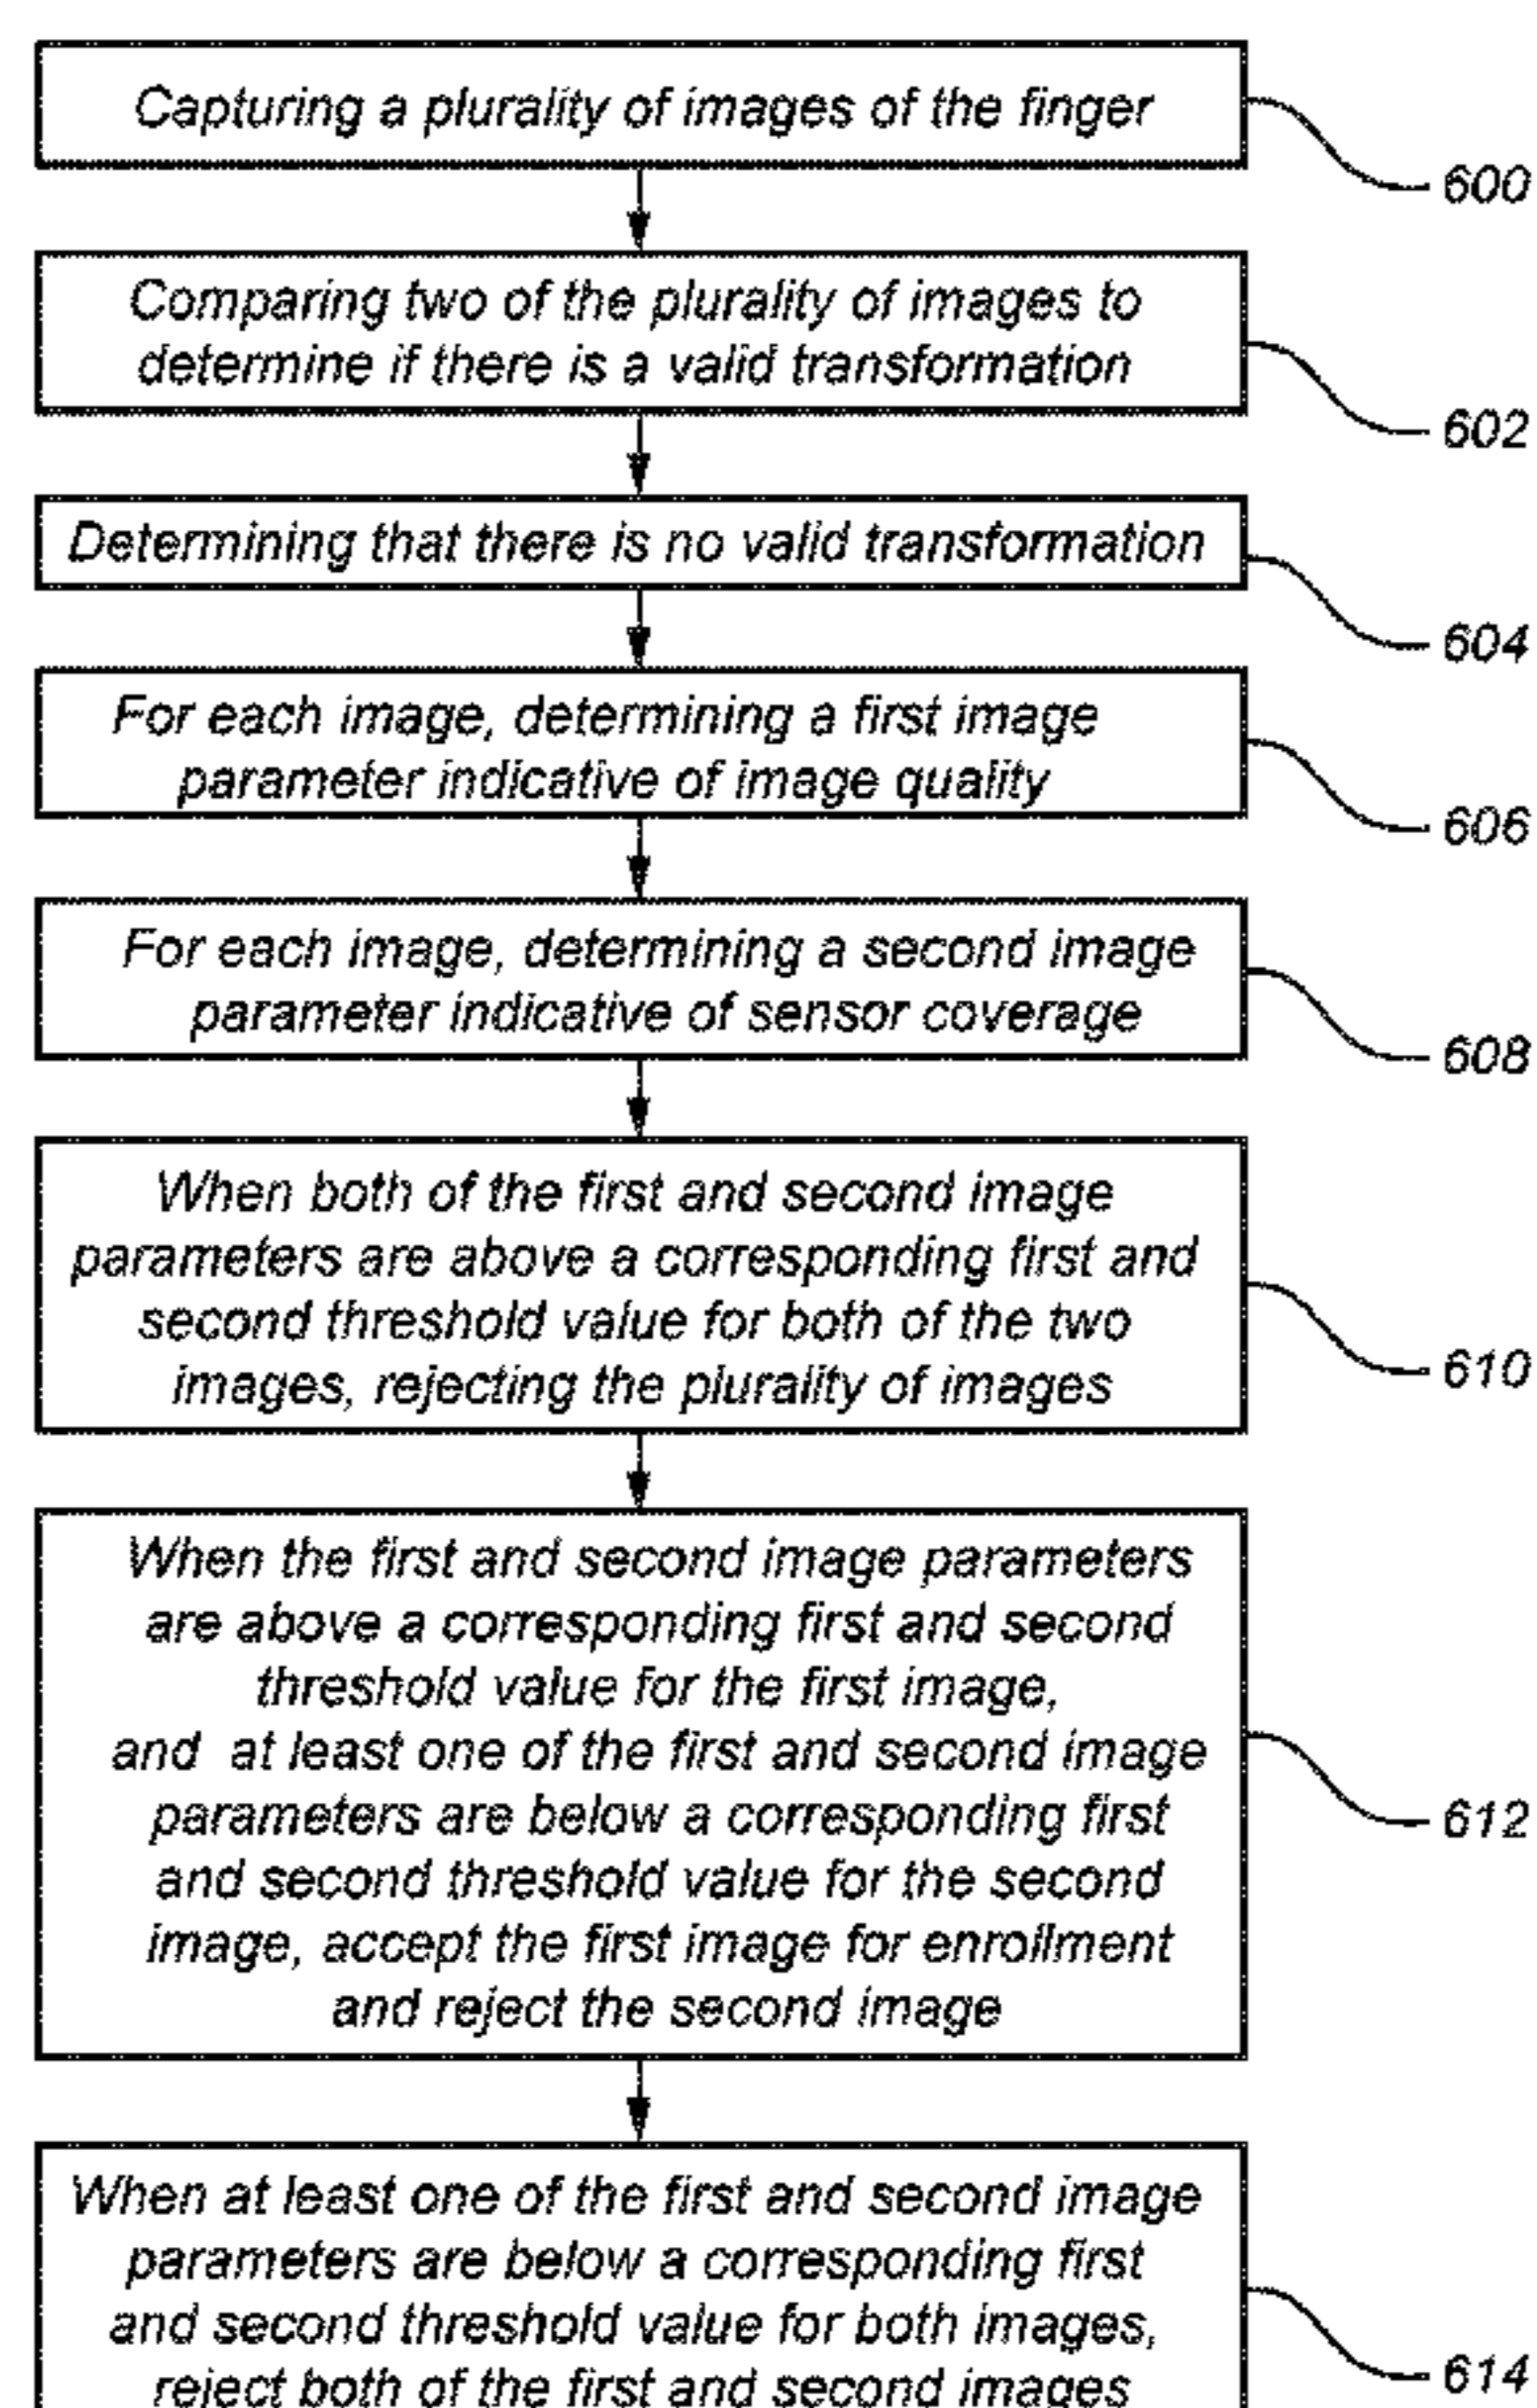 Capturing a plurality of images of the finger
600
Comparing two of the plurality of images to
determine if there is a valid transformation
602
Determining that there is no valid transformation
604
For each image, determining a first image
parameter indicative of image quality
606
For each image, determining a second image
parameter indicative of sensor coverage
608
When both of the first and second image
parameters are above a corresponding first and
second threshold value for both of the two
images, rejecting the plurality of images
610
When the first and second image parameters
are above a corresponding first and second
threshold value for the first image,
and at least one of the first and second image
parameters are below a corresponding first
and second threshold value for the second
image, accept the first image for enrollment
and reject the second image
612
When at least one of the first and second image
parameters are below a corresponding first
and second threshold value for both images,
reject both of the first and second images
614